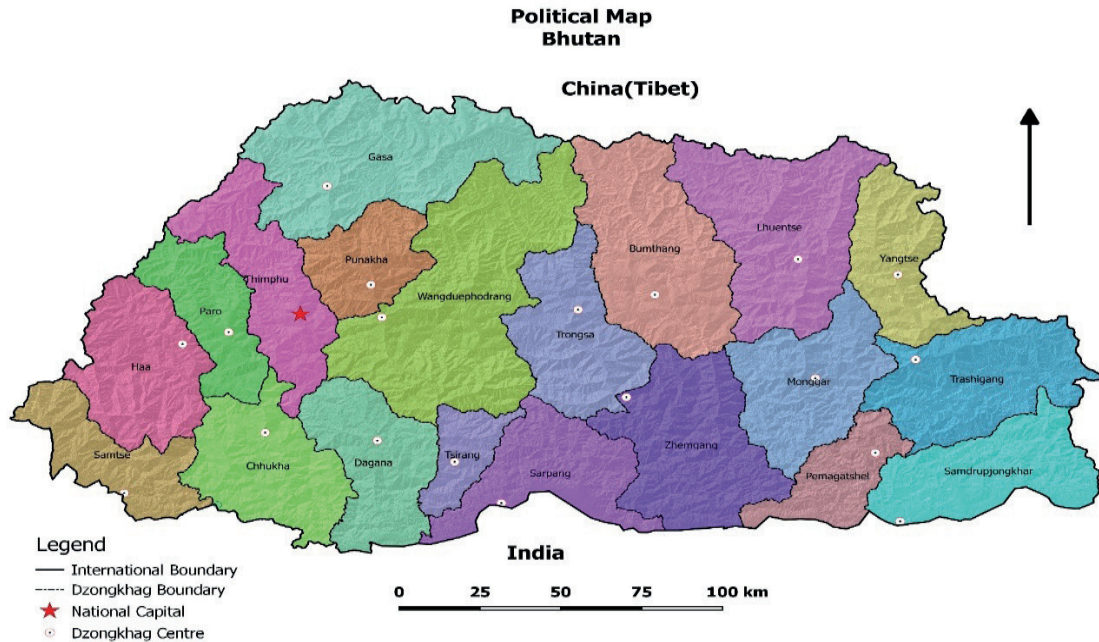 Political Map
Bhutan
China(Tibet)
Gasa
Punakha
Thimphu
Paro
Haa
Wangduephodrang
Bumthang
Lhuentse
Yangtse
Trongsa
Monggar
Trashigang
Samtse
Chhukha
Dagana
Tsirang
Sarpang
Zhemgang
Pemagatshel
Samdrupjongkhar
India
Legend
International Boundary
Dzongkhag Boundary
National Capital
Dzongkhag Centre
0 25 50 75 100 km